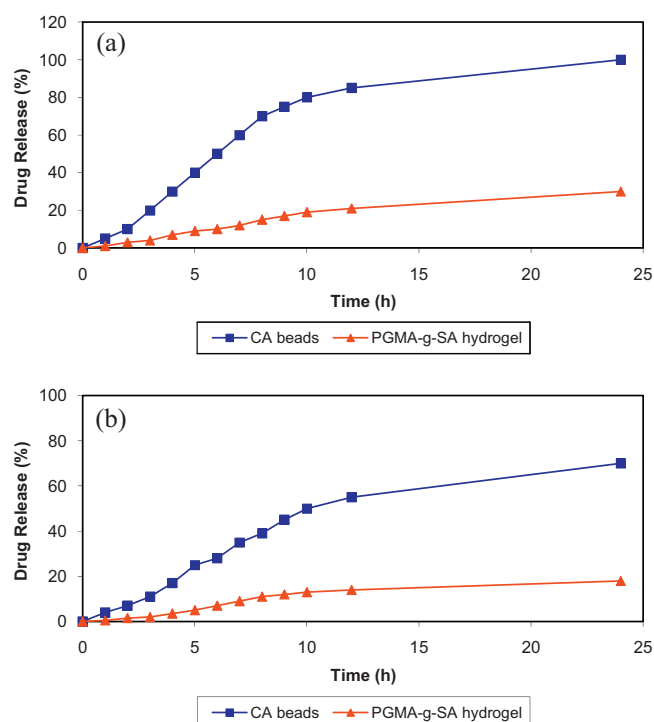 (a)
Drug Release (%)
120
100
80
60
40
20
0
0 5 10 15 20 25
Time (h)
CA beads PGMA-g-SA hydrogel
(b)
Drug Release (%)
100
80
60
40
20
0
0 5 10 15 20 25
Time (h)
CA beads PGMA-g-SA hydrogel